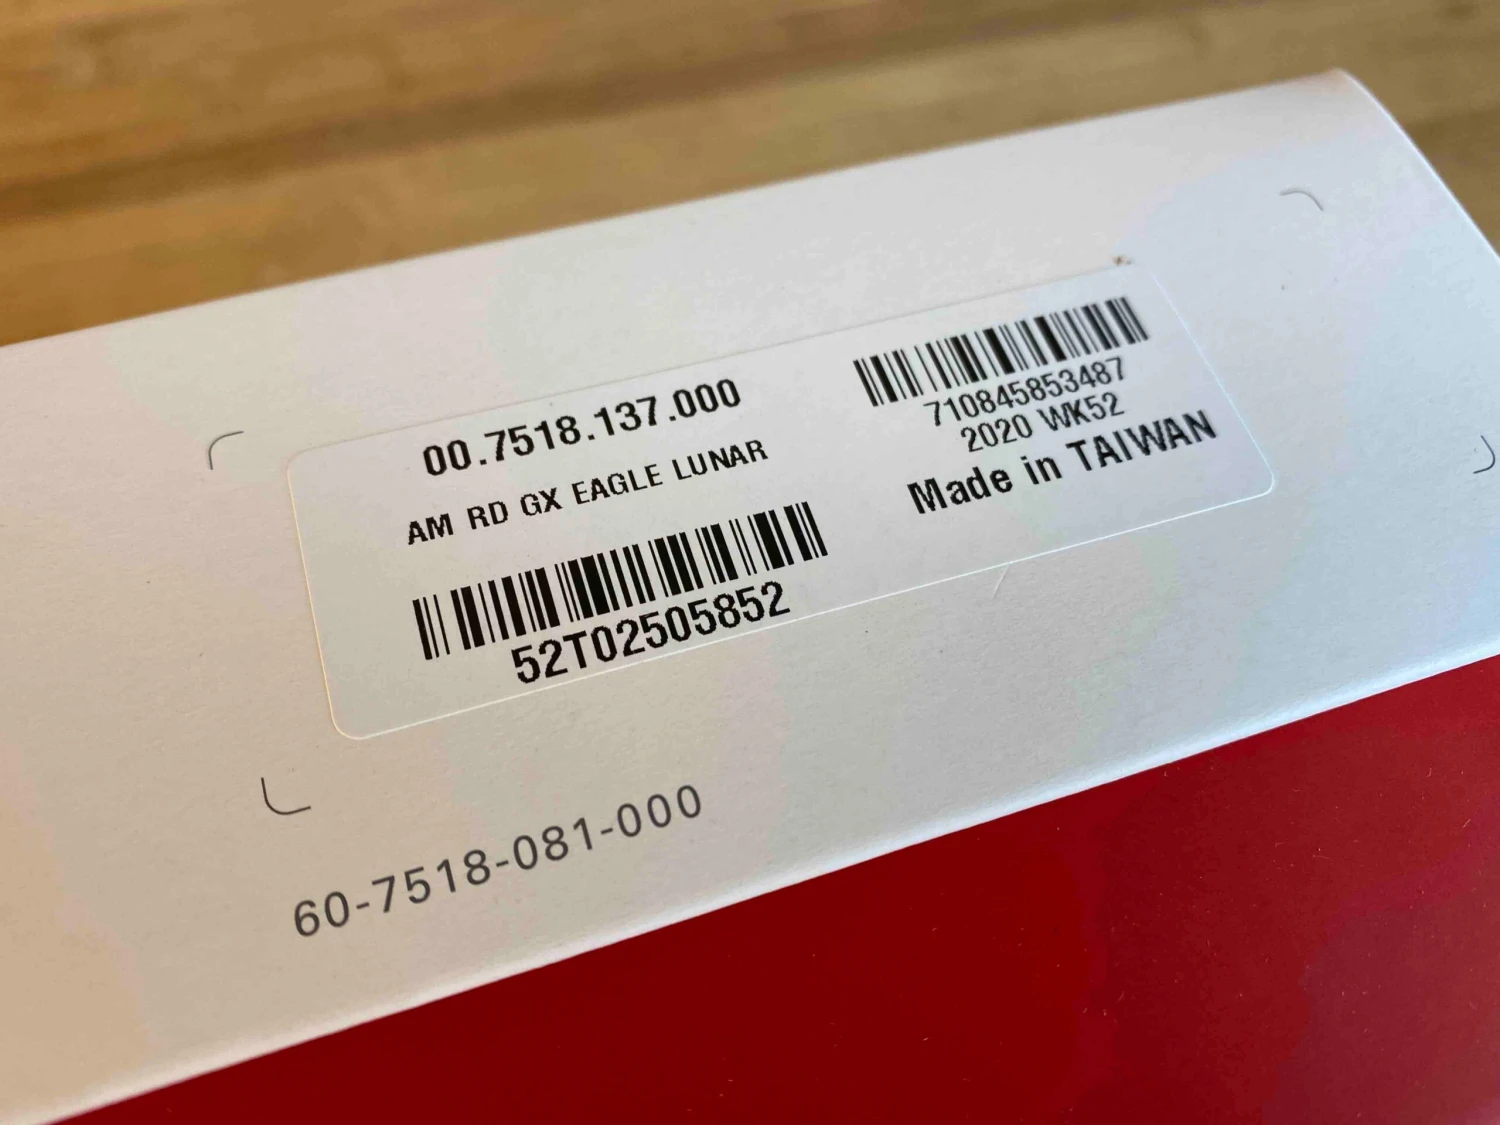 00.7518.137.000
AM RD GX EAGLE LUNAR
52T02505852
710845853487
2020 WK52
Made in TAIWAN
60-7518-081-000